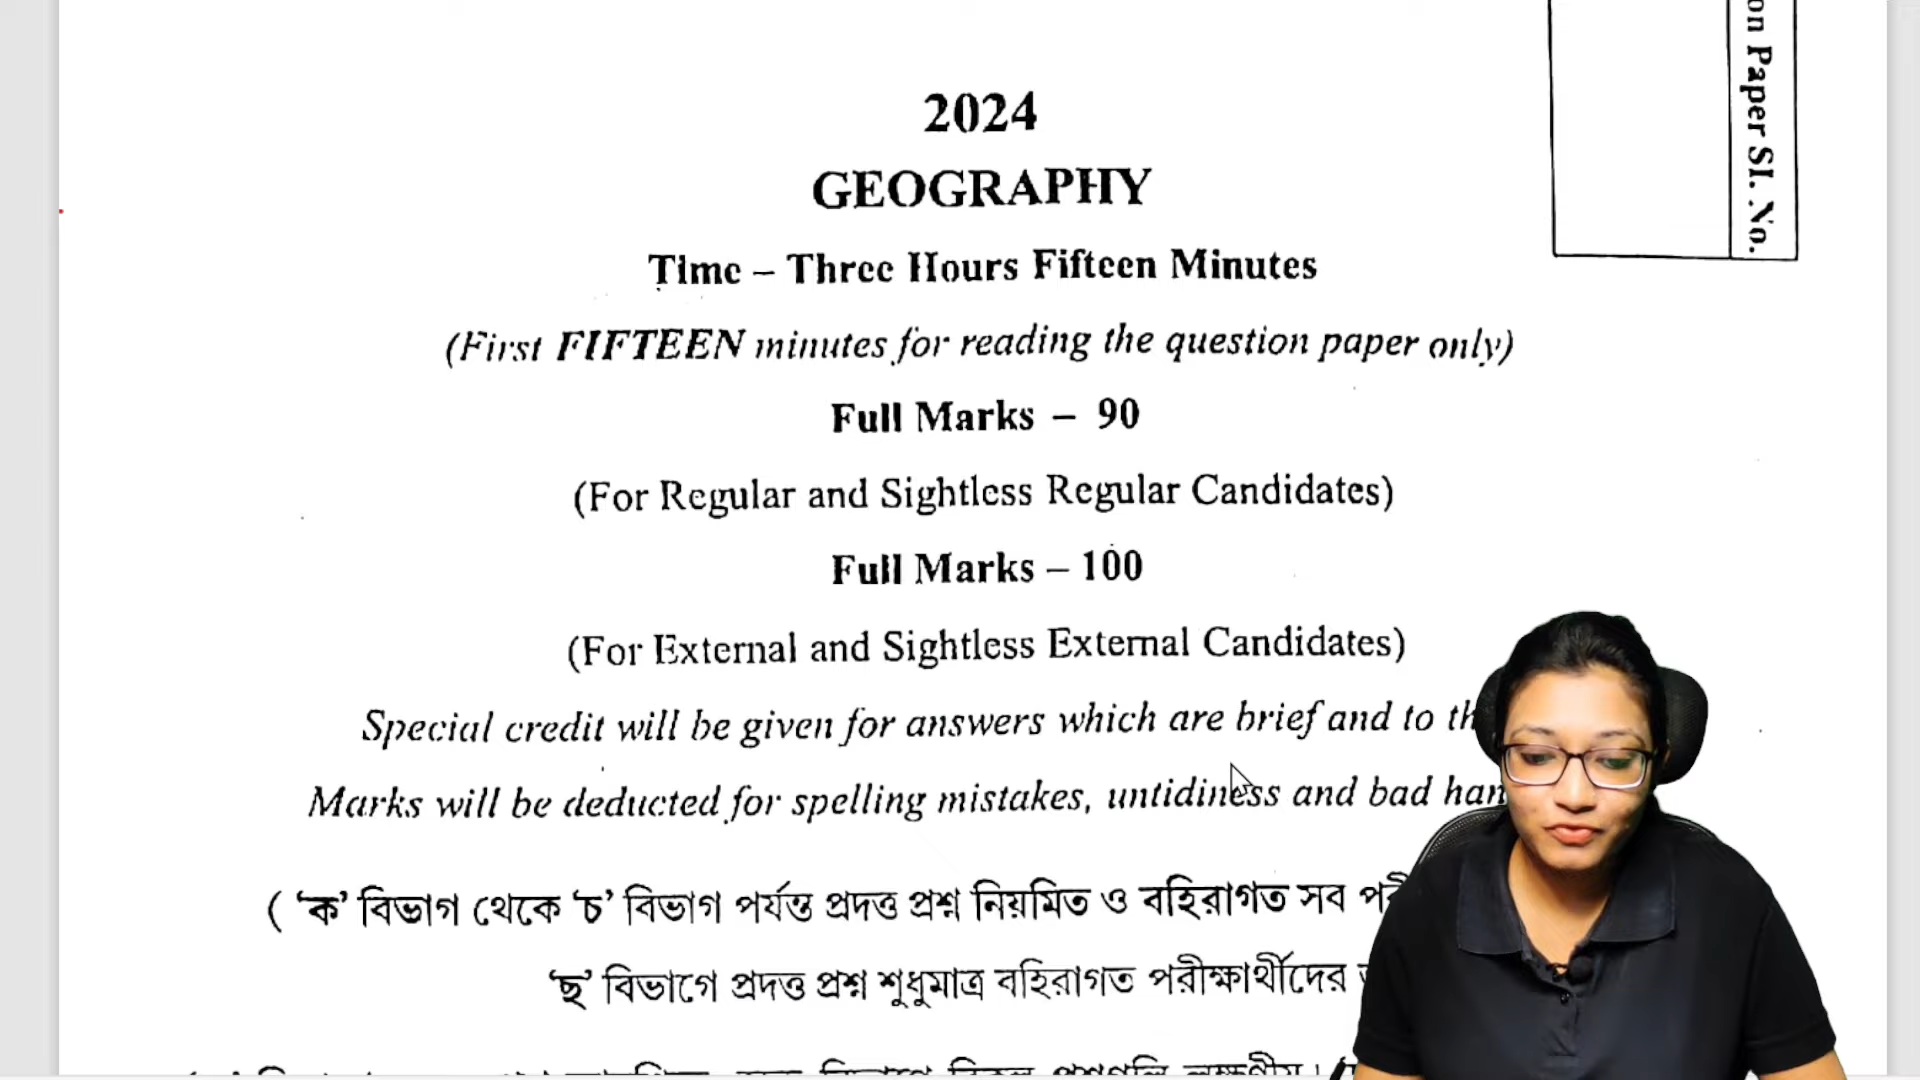 on Paper Sl. No.
2024
GEOGRAPHY
Time – Three Hours Fifteen Minutes
(First FIFTEEN minutes for reading the question paper only)
Full Marks – 90
(For Regular and Sightless Regular Candidates)
Full Marks – 100
(For External and Sightless External Candidates)
Special credit will be given for answers which are brief and to
Marks will be deducted for spelling mistakes, untidiness and bad
( ‘ক’ বিভাগ থেকে ‘চ’ বিভাগ পর্যন্ত প্রদত্ত প্রশ্ন নিয়মিত ও বহিরাগত সব
‘ছ’ বিভাগে প্রদত্ত প্রশ্ন শুধুমাত্র বহিরাগত পরীক্ষার্থীদের